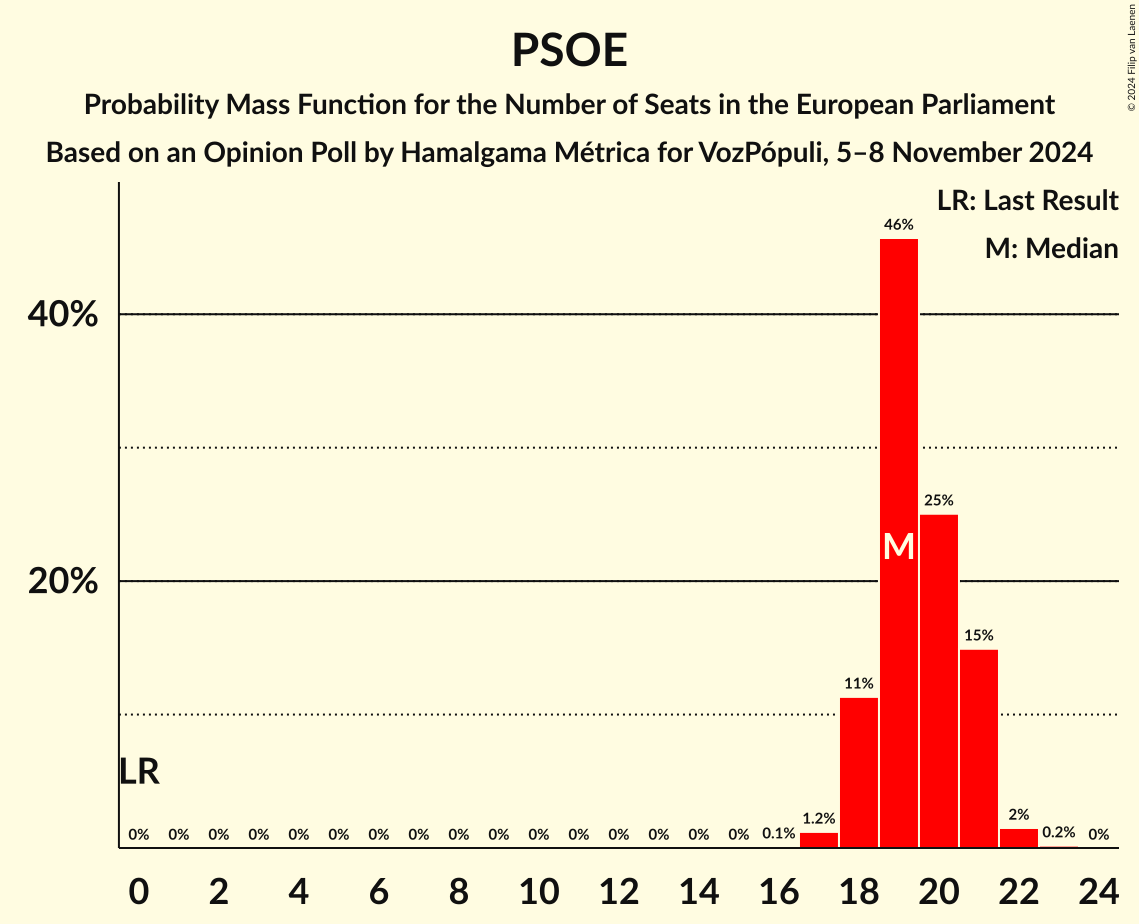 PSOE
Probability Mass Function for the Number of Seats in the European Parliament
Based on an Opinion Poll by Hamalgama Métrica for VozPópuli, 5–8 November 2024
© 2024 Filip van Laenen
LR: Last Result
M: Median
46%
40%
25%
M
20%
15%
11%
LR
0% 0% 0% 0% 0% 0% 0% 0% 0% 0% 0% 0% 0% 0% 0% 0% 0.1% 1.2% 2% 0.2% 0%
0 2 4 6 8 10 12 14 16 18 20 22 24